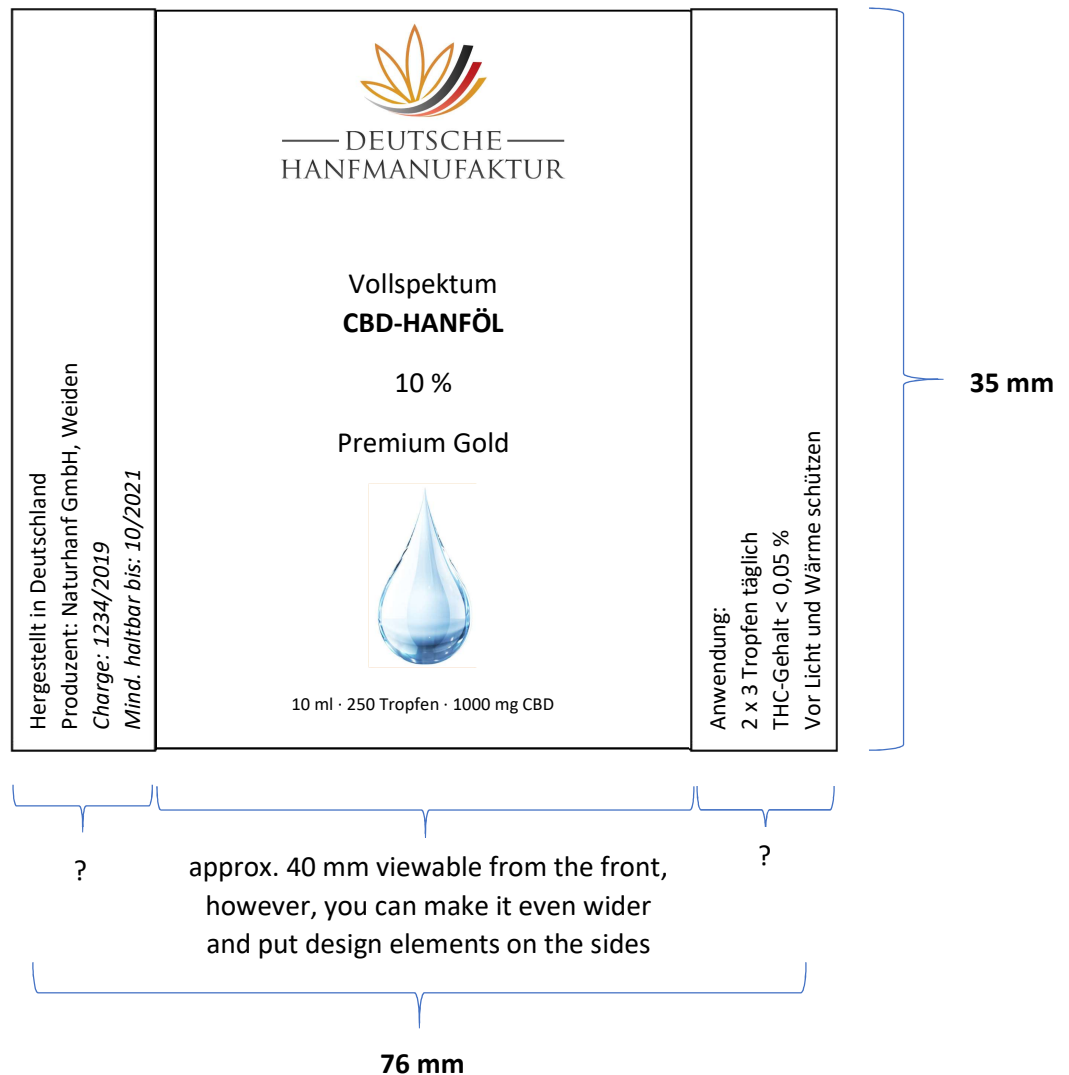 DEUTSCHE
HANFMANUFAKTUR
Vollspektum
CBD-HANFÖL
10 %
Premium Gold
10 ml · 250 Tropfen · 1000 mg CBD
Hergestellt in Deutschland
Produzent: Naturhanf GmbH, Weiden
Charge: 1234/2019
Mind. haltbar bis: 10/2021
Anwendung:
2 x 3 Tropfen täglich
THC-Gehalt < 0,05 %
Vor Licht und Wärme schützen
35 mm
?
approx. 40 mm viewable from the front,
however, you can make it even wider
and put design elements on the sides
?
76 mm